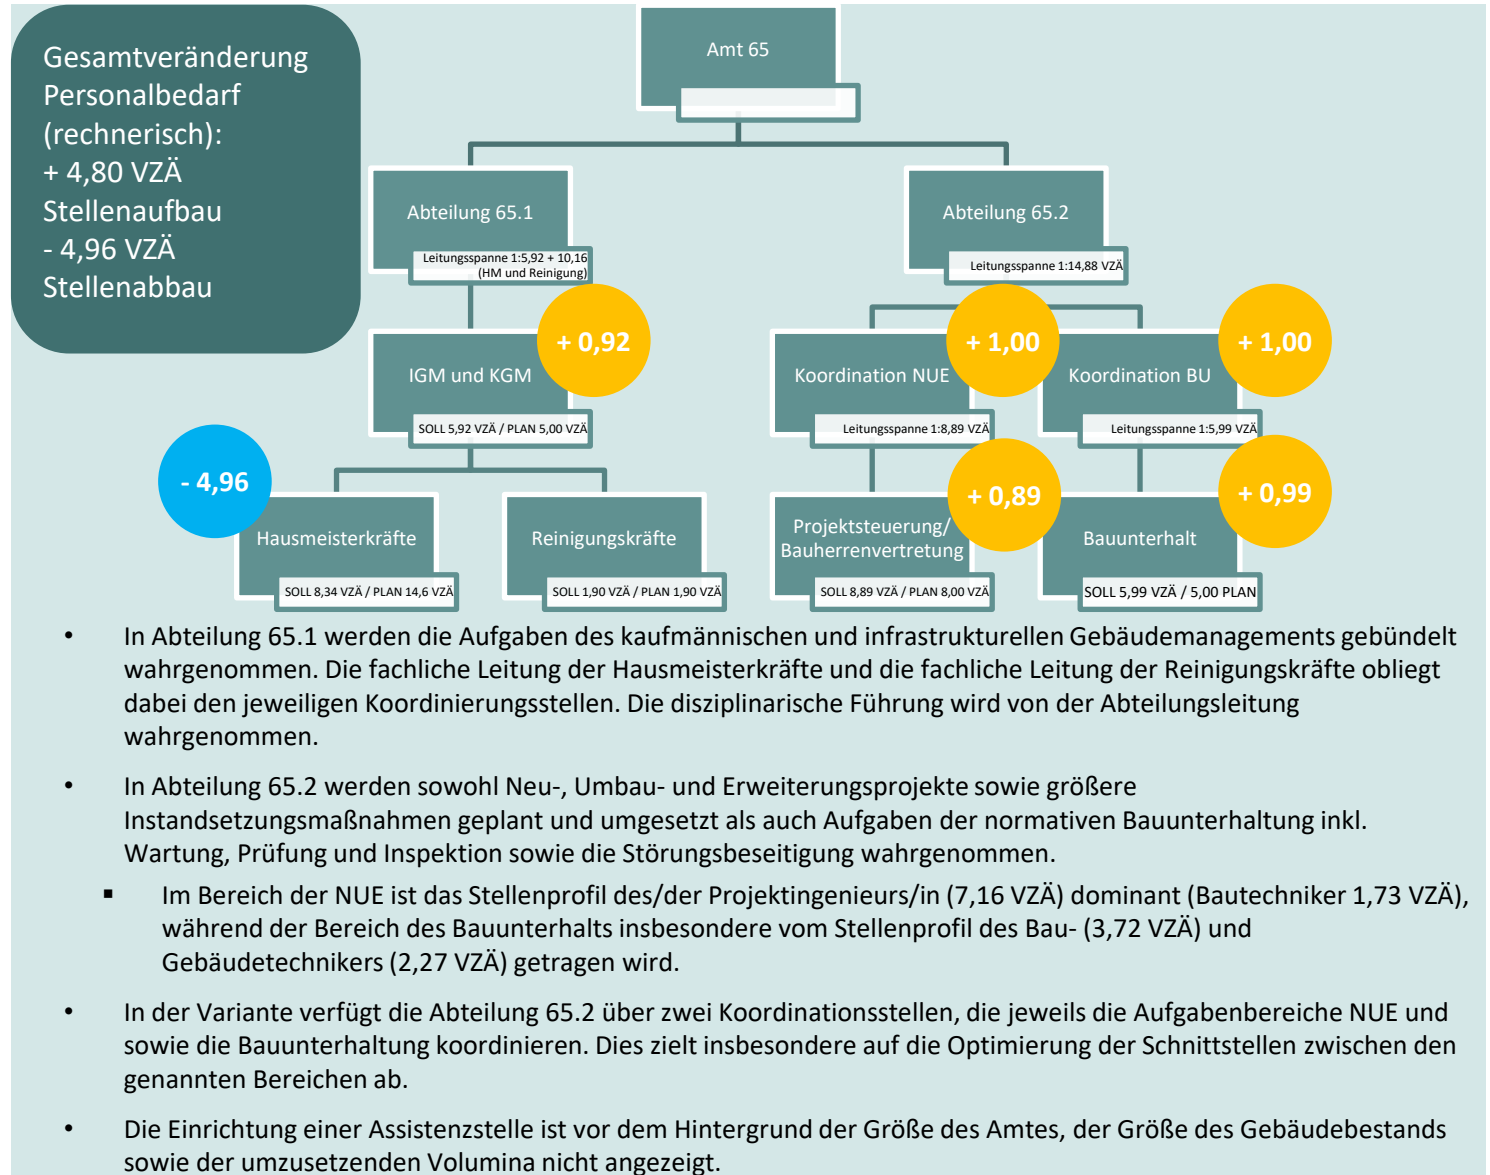 Gesamtveränderung
Personalbedarf
(rechnerisch):
+ 4,80 VZÄ
Stellenaufbau
- 4,96 VZÄ
Stellenabbau
Amt 65
Abteilung 65.1
Leitungsspanne 1:5,92 + 10,16
(HM und Reinigung)
Abteilung 65.2
Leitungsspanne 1:14,88 VZÄ
+ 0,92
IGM und KGM
SOLL 5,92 VZÄ / PLAN 5,00 VZÄ
+ 1,00
Koordination NUE
Leitungsspanne 1:8,89 VZÄ
+ 1,00
Koordination BU
Leitungsspanne 1:5,99 VZÄ
- 4,96
Hausmeisterkräfte
SOLL 8,34 VZÄ / PLAN 14,6 VZÄ
Reinigungskräfte
SOLL 1,90 VZÄ / PLAN 1,90 VZÄ
+ 0,89
Projektsteuerung/
Bauherrenvertretung
SOLL 8,89 VZÄ / PLAN 8,00 VZÄ
+ 0,99
Bauunterhalt
SOLL 5,99 VZÄ / 5,00 PLAN
• In Abteilung 65.1 werden die Aufgaben des kaufmännischen und infrastrukturellen Gebäudemanagements gebündelt
wahrgenommen. Die fachliche Leitung der Hausmeisterkräfte und die fachliche Leitung der Reinigungskräfte obliegt
dabei den jeweiligen Koordinierungsstellen. Die disziplinarische Führung wird von der Abteilungsleitung
wahrgenommen.
• In Abteilung 65.2 werden sowohl Neu-, Umbau- und Erweiterungsprojekte sowie größere
Instandsetzungsmaßnahmen geplant und umgesetzt als auch Aufgaben der normativen Bauunterhaltung inkl.
Wartung, Prüfung und Inspektion sowie die Störungsbeseitigung wahrgenommen.
▪ Im Bereich der NUE ist das Stellenprofil des/der Projektingenieurs/in (7,16 VZÄ) dominant (Bautechniker 1,73 VZÄ),
während der Bereich des Bauunterhalts insbesondere vom Stellenprofil des Bau- (3,72 VZÄ) und
Gebäudetechnikers (2,27 VZÄ) getragen wird.
• In der Variante verfügt die Abteilung 65.2 über zwei Koordinationsstellen, die jeweils die Aufgabenbereiche NUE und
sowie die Bauunterhaltung koordinieren. Dies zielt insbesondere auf die Optimierung der Schnittstellen zwischen den
genannten Bereichen ab.
• Die Einrichtung einer Assistenzstelle ist vor dem Hintergrund der Größe des Amtes, der Größe des Gebäudebestands
sowie der umzusetzenden Volumina nicht angezeigt.